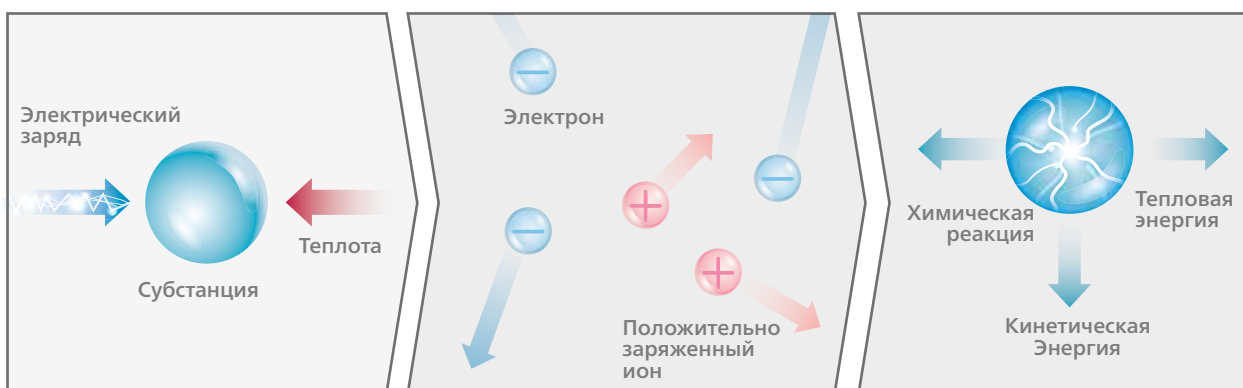 Электрический
заряд
Теплота
Субстанция
Электрон
Положительно
заряженный
ион
Химическая
реакция
Тепловая
энергия
Кинетическая
Энергия